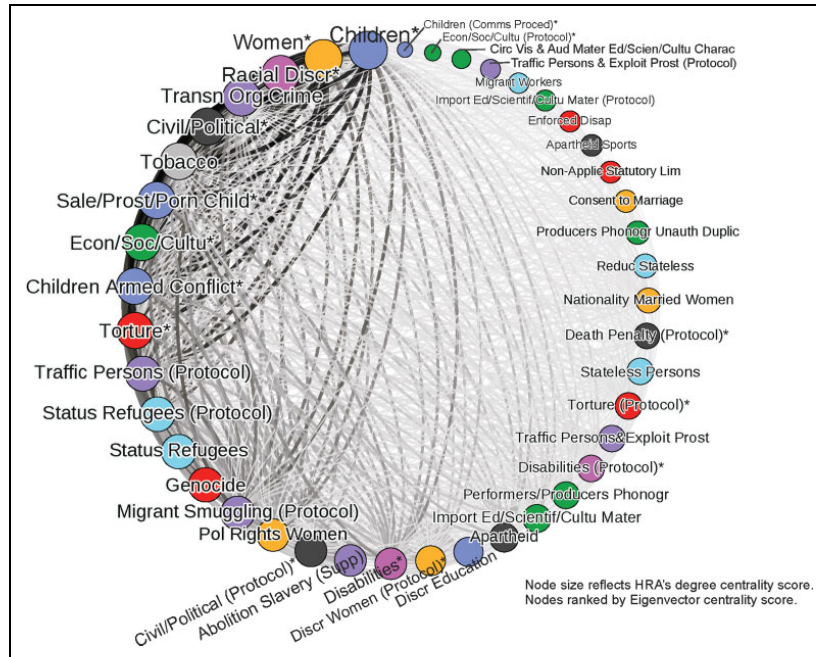 Children*
Children (Comms Proced)*
Econ/Soc/Cultu (Protocol)*
Circ Vis & Aud Mater Ed/Scien/Cultu Charac
Traffic Persons & Exploit Prost (Protocol)
Migrant Workers
Import Ed/Scientif/Cultu Mater (Protocol)
Enforced Disap
Apartheid Sports
Non-Applic Statutory Lim
Consent to Marriage
Producers Phonogr Unauth Duplic
Reduc Stateless
Nationality Married Women
Death Penalty (Protocol)*
Stateless Persons
Torture (Protocol)*
Traffic Persons&Exploit Prost
Disabilities (Protocol)*
Performers/Producers Phonogr
Import Ed/Scientif/Cultu Mater
Apartheid
Discr Education
Discr Women (Protocol)*
Disabilities*
Abolition Slavery (Supp)
Civil/Political (Protocol)*
Pol Rights Women
Migrant Smuggling (Protocol)
Genocide
Status Refugees
Status Refugees (Protocol)
Traffic Persons (Protocol)
Torture*
Children Armed Conflict*
Econ/Soc/Cultu*
Sale/Prost/Porn Child*
Tobacco
Civil/Political*
Transn Org Crime
Racial Discr*
Women*
Node size reflects HRA's degree centrality score.
Nodes ranked by Eigenvector centrality score.